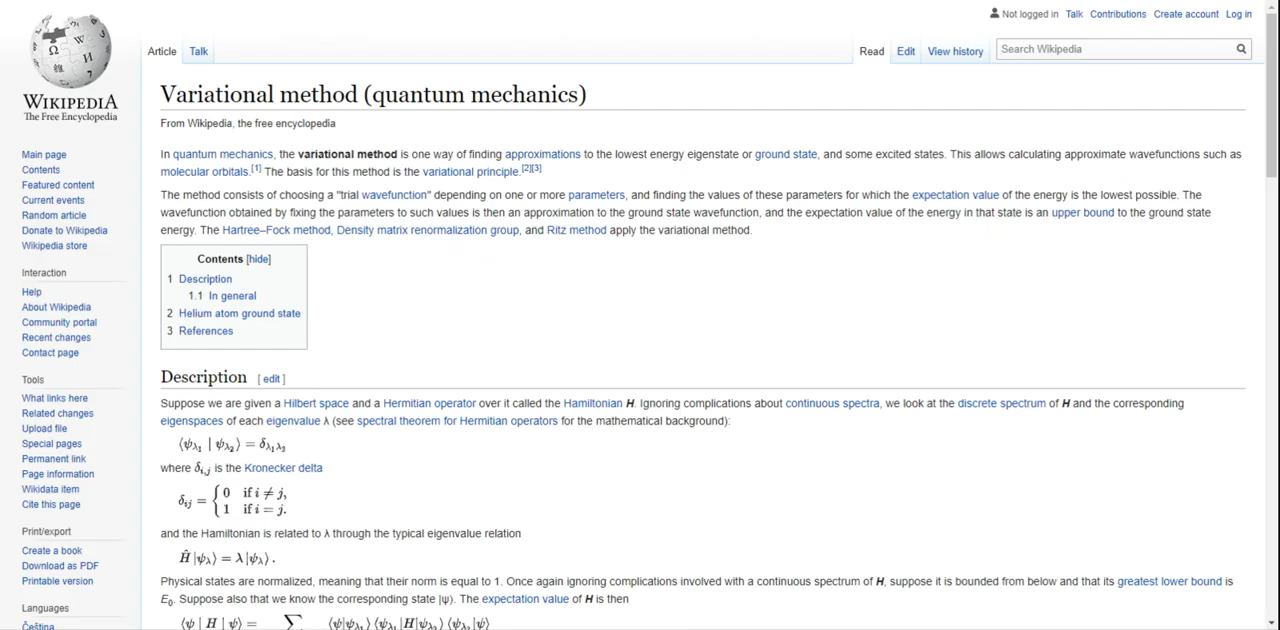 Not logged in Talk Contributions Create account Log in
Article Talk Read Edit View history Search Wikipedia
WIKIPEDIA
The Free Encyclopedia
Main page
Contents
Featured content
Current events
Random article
Donate to Wikipedia
Wikipedia store
Interaction
Help
About Wikipedia
Community portal
Recent changes
Contact page
Tools
What links here
Related changes
Upload file
Special pages
Permanent link
Page information
Wikidata item
Cite this page
Print/export
Create a book
Download as PDF
Printable version
Languages
Čeština
Variational method (quantum mechanics)
From Wikipedia, the free encyclopedia
In quantum mechanics, the variational method is one way of finding approximations to the lowest energy eigenstate or ground state, and some excited states. This allows calculating approximate wavefunctions such as
molecular orbitals.[1] The basis for this method is the variational principle.[2][3]
The method consists of choosing a "trial wavefunction" depending on one or more parameters, and finding the values of these parameters for which the expectation value of the energy is the lowest possible. The
wavefunction obtained by fixing the parameters to such values is then an approximation to the ground state wavefunction, and the expectation value of the energy in that state is an upper bound to the ground state
energy. The Hartree–Fock method, Density matrix renormalization group, and Ritz method apply the variational method.
Contents [hide]
1 Description
1.1 In general
2 Helium atom ground state
3 References
Description [ edit ]
Suppose we are given a Hilbert space and a Hermitian operator over it called the Hamiltonian H. Ignoring complications about continuous spectra, we look at the discrete spectrum of H and the corresponding
eigenspaces of each eigenvalue λ (see spectral theorem for Hermitian operators for the mathematical background):
⟨ψλ₁ | ψλ₂⟩ = δλ₁λ₂
where δi,j is the Kronecker delta
δij = { 0 if i ≠ j,
1 if i = j.
and the Hamiltonian is related to λ through the typical eigenvalue relation
Ĥ |ψλ⟩ = λ |ψλ⟩ .
Physical states are normalized, meaning that their norm is equal to 1. Once again ignoring complications involved with a continuous spectrum of H, suppose it is bounded from below and that its greatest lower bound is
E₀. Suppose also that we know the corresponding state |ψ⟩. The expectation value of H is then
⟨ψ | H | ψ⟩ = ∑ ⟨ψ|ψλ₁⟩ ⟨ψλ₁|H|ψλ₂⟩ ⟨ψλ₂|ψ⟩